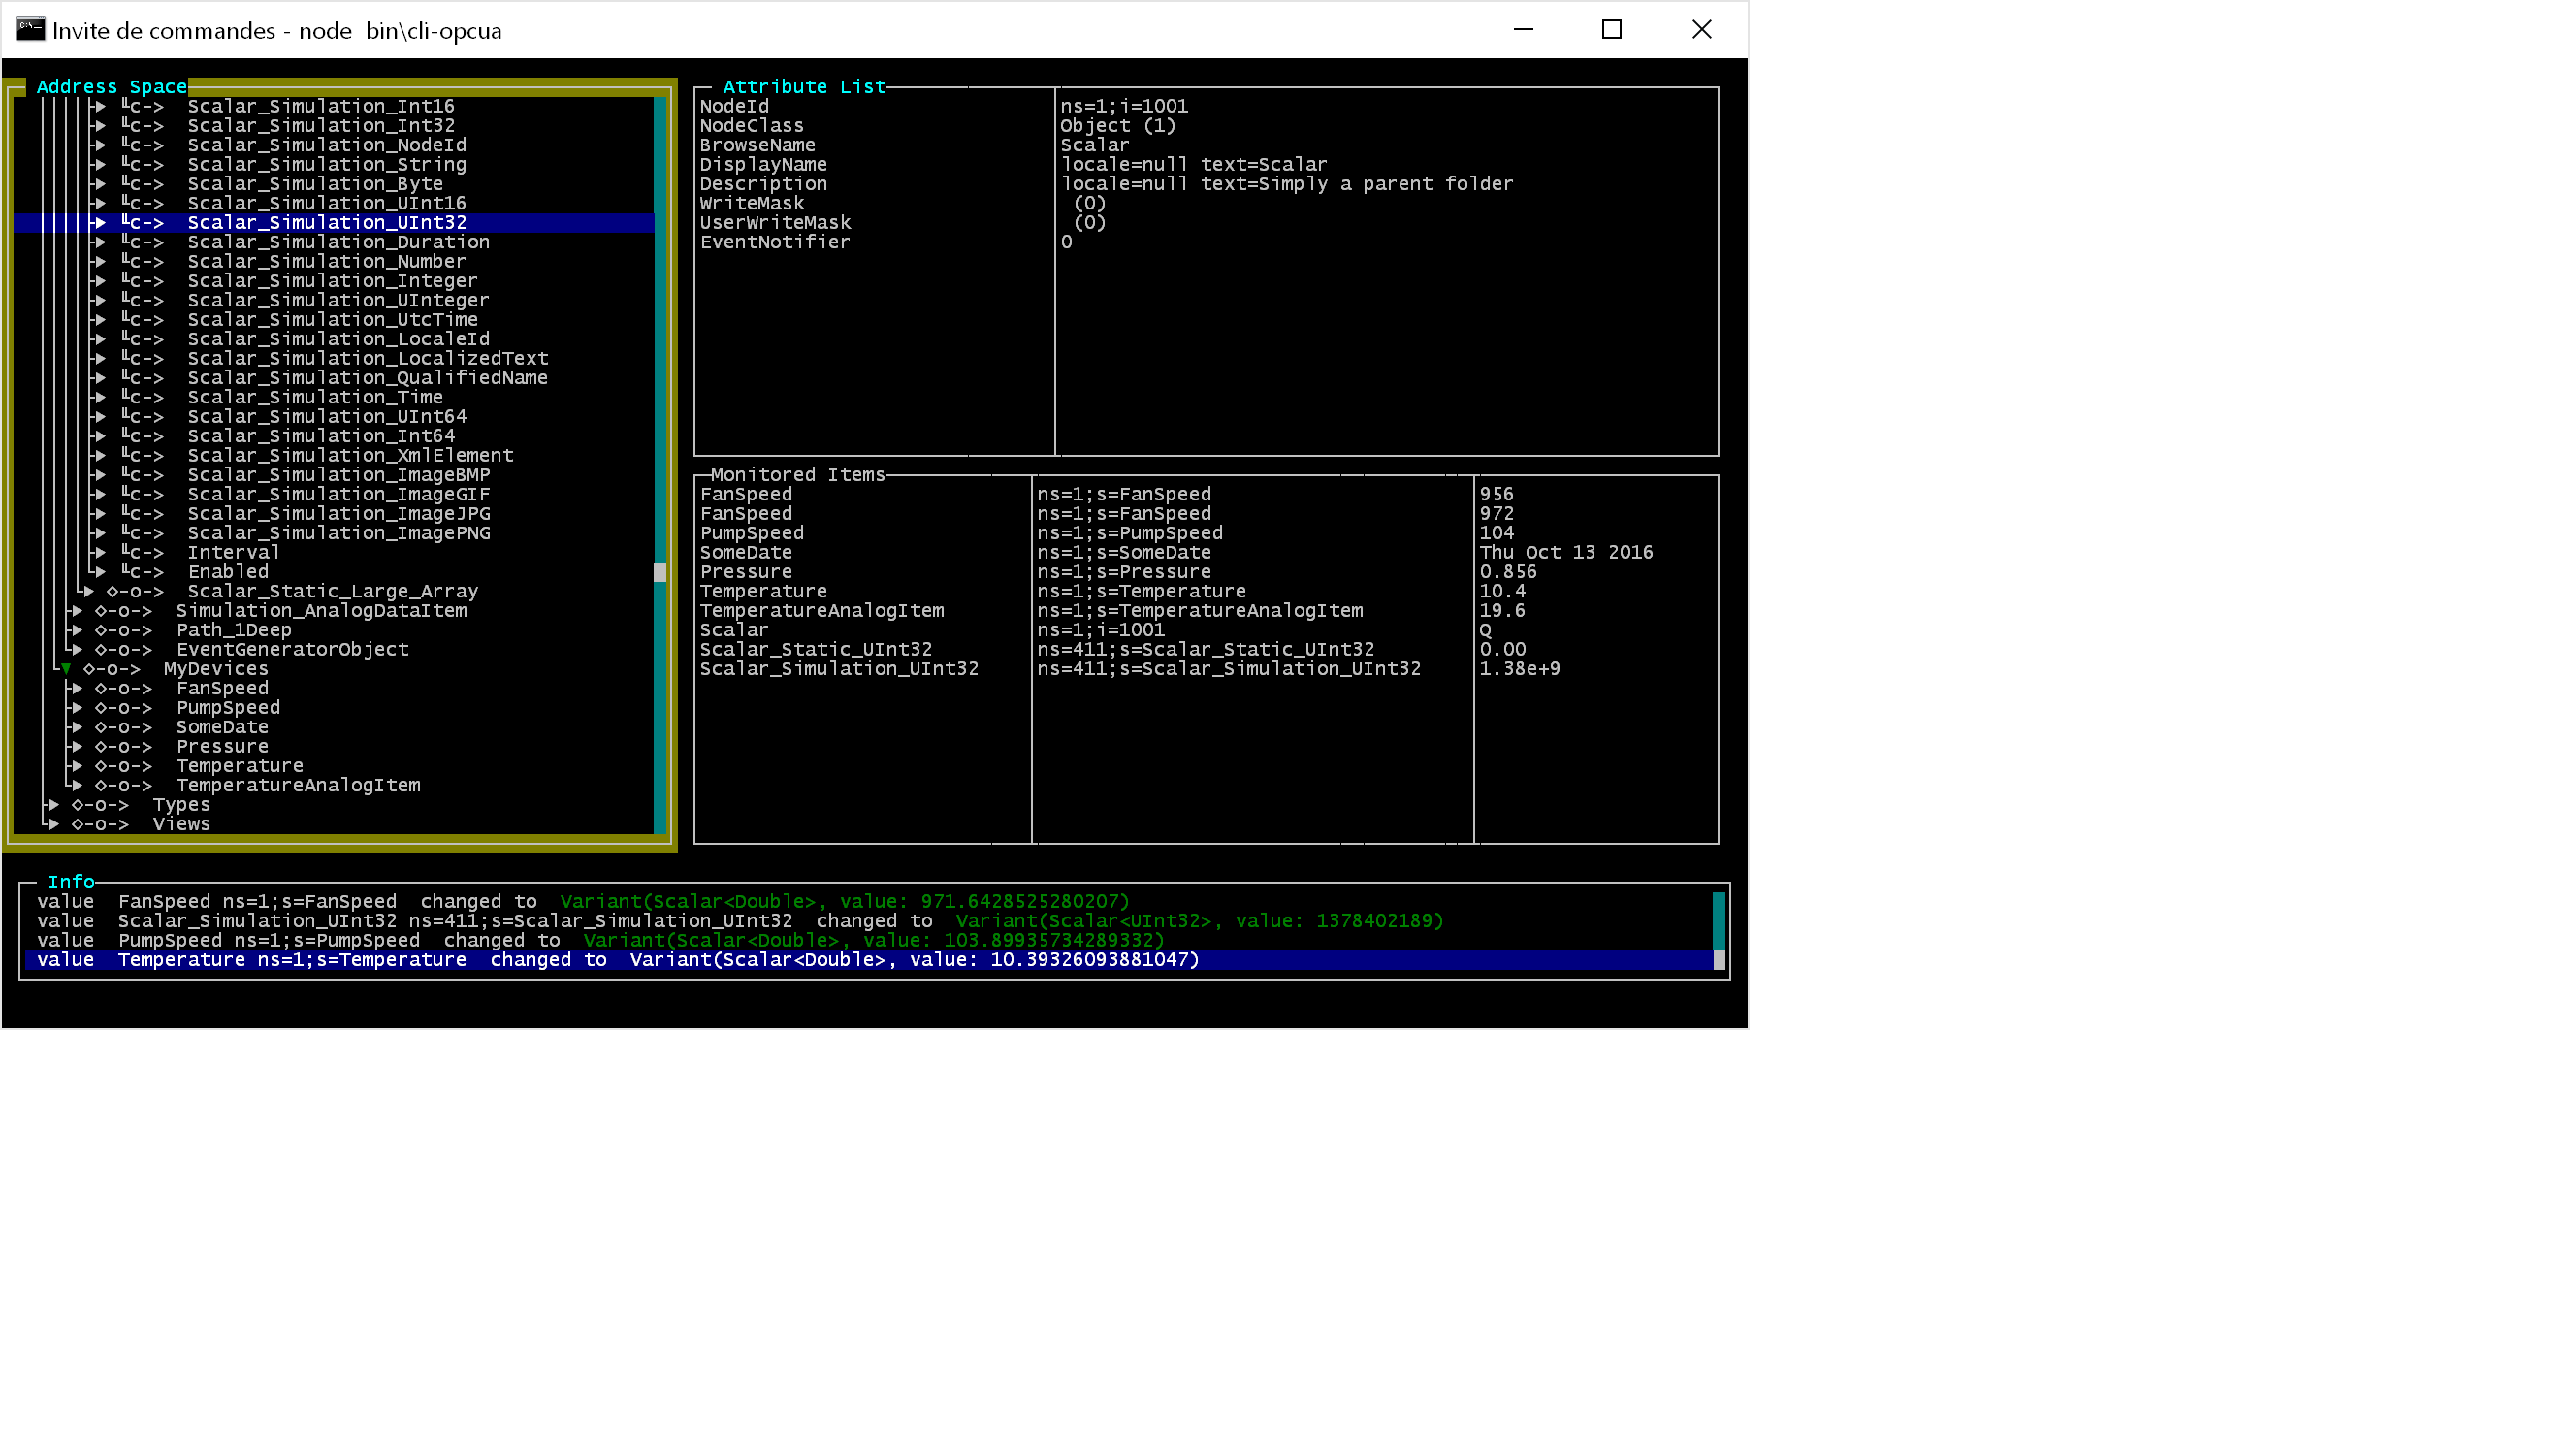 Invite de commandes - node  bin\cli-opcua
Address Space
└c->  Scalar_Simulation_Int16
└c->  Scalar_Simulation_Int32
└c->  Scalar_Simulation_NodeId
└c->  Scalar_Simulation_String
└c->  Scalar_Simulation_Byte
└c->  Scalar_Simulation_UInt16
└c->  Scalar_Simulation_UInt32
└c->  Scalar_Simulation_Duration
└c->  Scalar_Simulation_Number
└c->  Scalar_Simulation_Integer
└c->  Scalar_Simulation_UInteger
└c->  Scalar_Simulation_UtcTime
└c->  Scalar_Simulation_LocaleId
└c->  Scalar_Simulation_LocalizedText
└c->  Scalar_Simulation_QualifiedName
└c->  Scalar_Simulation_Time
└c->  Scalar_Simulation_UInt64
└c->  Scalar_Simulation_Int64
└c->  Scalar_Simulation_XmlElement
└c->  Scalar_Simulation_ImageBMP
└c->  Scalar_Simulation_ImageGIF
└c->  Scalar_Simulation_ImageJPG
└c->  Scalar_Simulation_ImagePNG
└c->  Interval
└c->  Enabled
◇-o->  Scalar_Static_Large_Array
◇-o->  Simulation_AnalogDataItem
◇-o->  Path_1Deep
◇-o->  EventGeneratorObject
◇-o->  MyDevices
◇-o->  FanSpeed
◇-o->  PumpSpeed
◇-o->  SomeDate
◇-o->  Pressure
◇-o->  Temperature
◇-o->  TemperatureAnalogItem
◇-o->  Types
◇-o->  Views
Attribute List
NodeId ns=1;i=1001
NodeClass Object (1)
BrowseName Scalar
DisplayName locale=null text=Scalar
Description locale=null text=Simply a parent folder
WriteMask (0)
UserWriteMask (0)
EventNotifier 0
Monitored Items
FanSpeed ns=1;s=FanSpeed 956
FanSpeed ns=1;s=FanSpeed 972
PumpSpeed ns=1;s=PumpSpeed 104
SomeDate ns=1;s=SomeDate Thu Oct 13 2016
Pressure ns=1;s=Pressure 0.856
Temperature ns=1;s=Temperature 10.4
TemperatureAnalogItem ns=1;s=TemperatureAnalogItem 19.6
Scalar ns=1;i=1001 Q
Scalar_Static_UInt32 ns=411;s=Scalar_Static_UInt32 0.00
Scalar_Simulation_UInt32 ns=411;s=Scalar_Simulation_UInt32 1.38e+9
Info
value  FanSpeed ns=1;s=FanSpeed  changed to  Variant(Scalar<Double>, value: 971.6428525280207)
value  Scalar_Simulation_UInt32 ns=411;s=Scalar_Simulation_UInt32  changed to  Variant(Scalar<UInt32>, value: 1378402189)
value  PumpSpeed ns=1;s=PumpSpeed  changed to  Variant(Scalar<Double>, value: 103.89935734289332)
value  Temperature ns=1;s=Temperature  changed to  Variant(Scalar<Double>, value: 10.39326093881047)